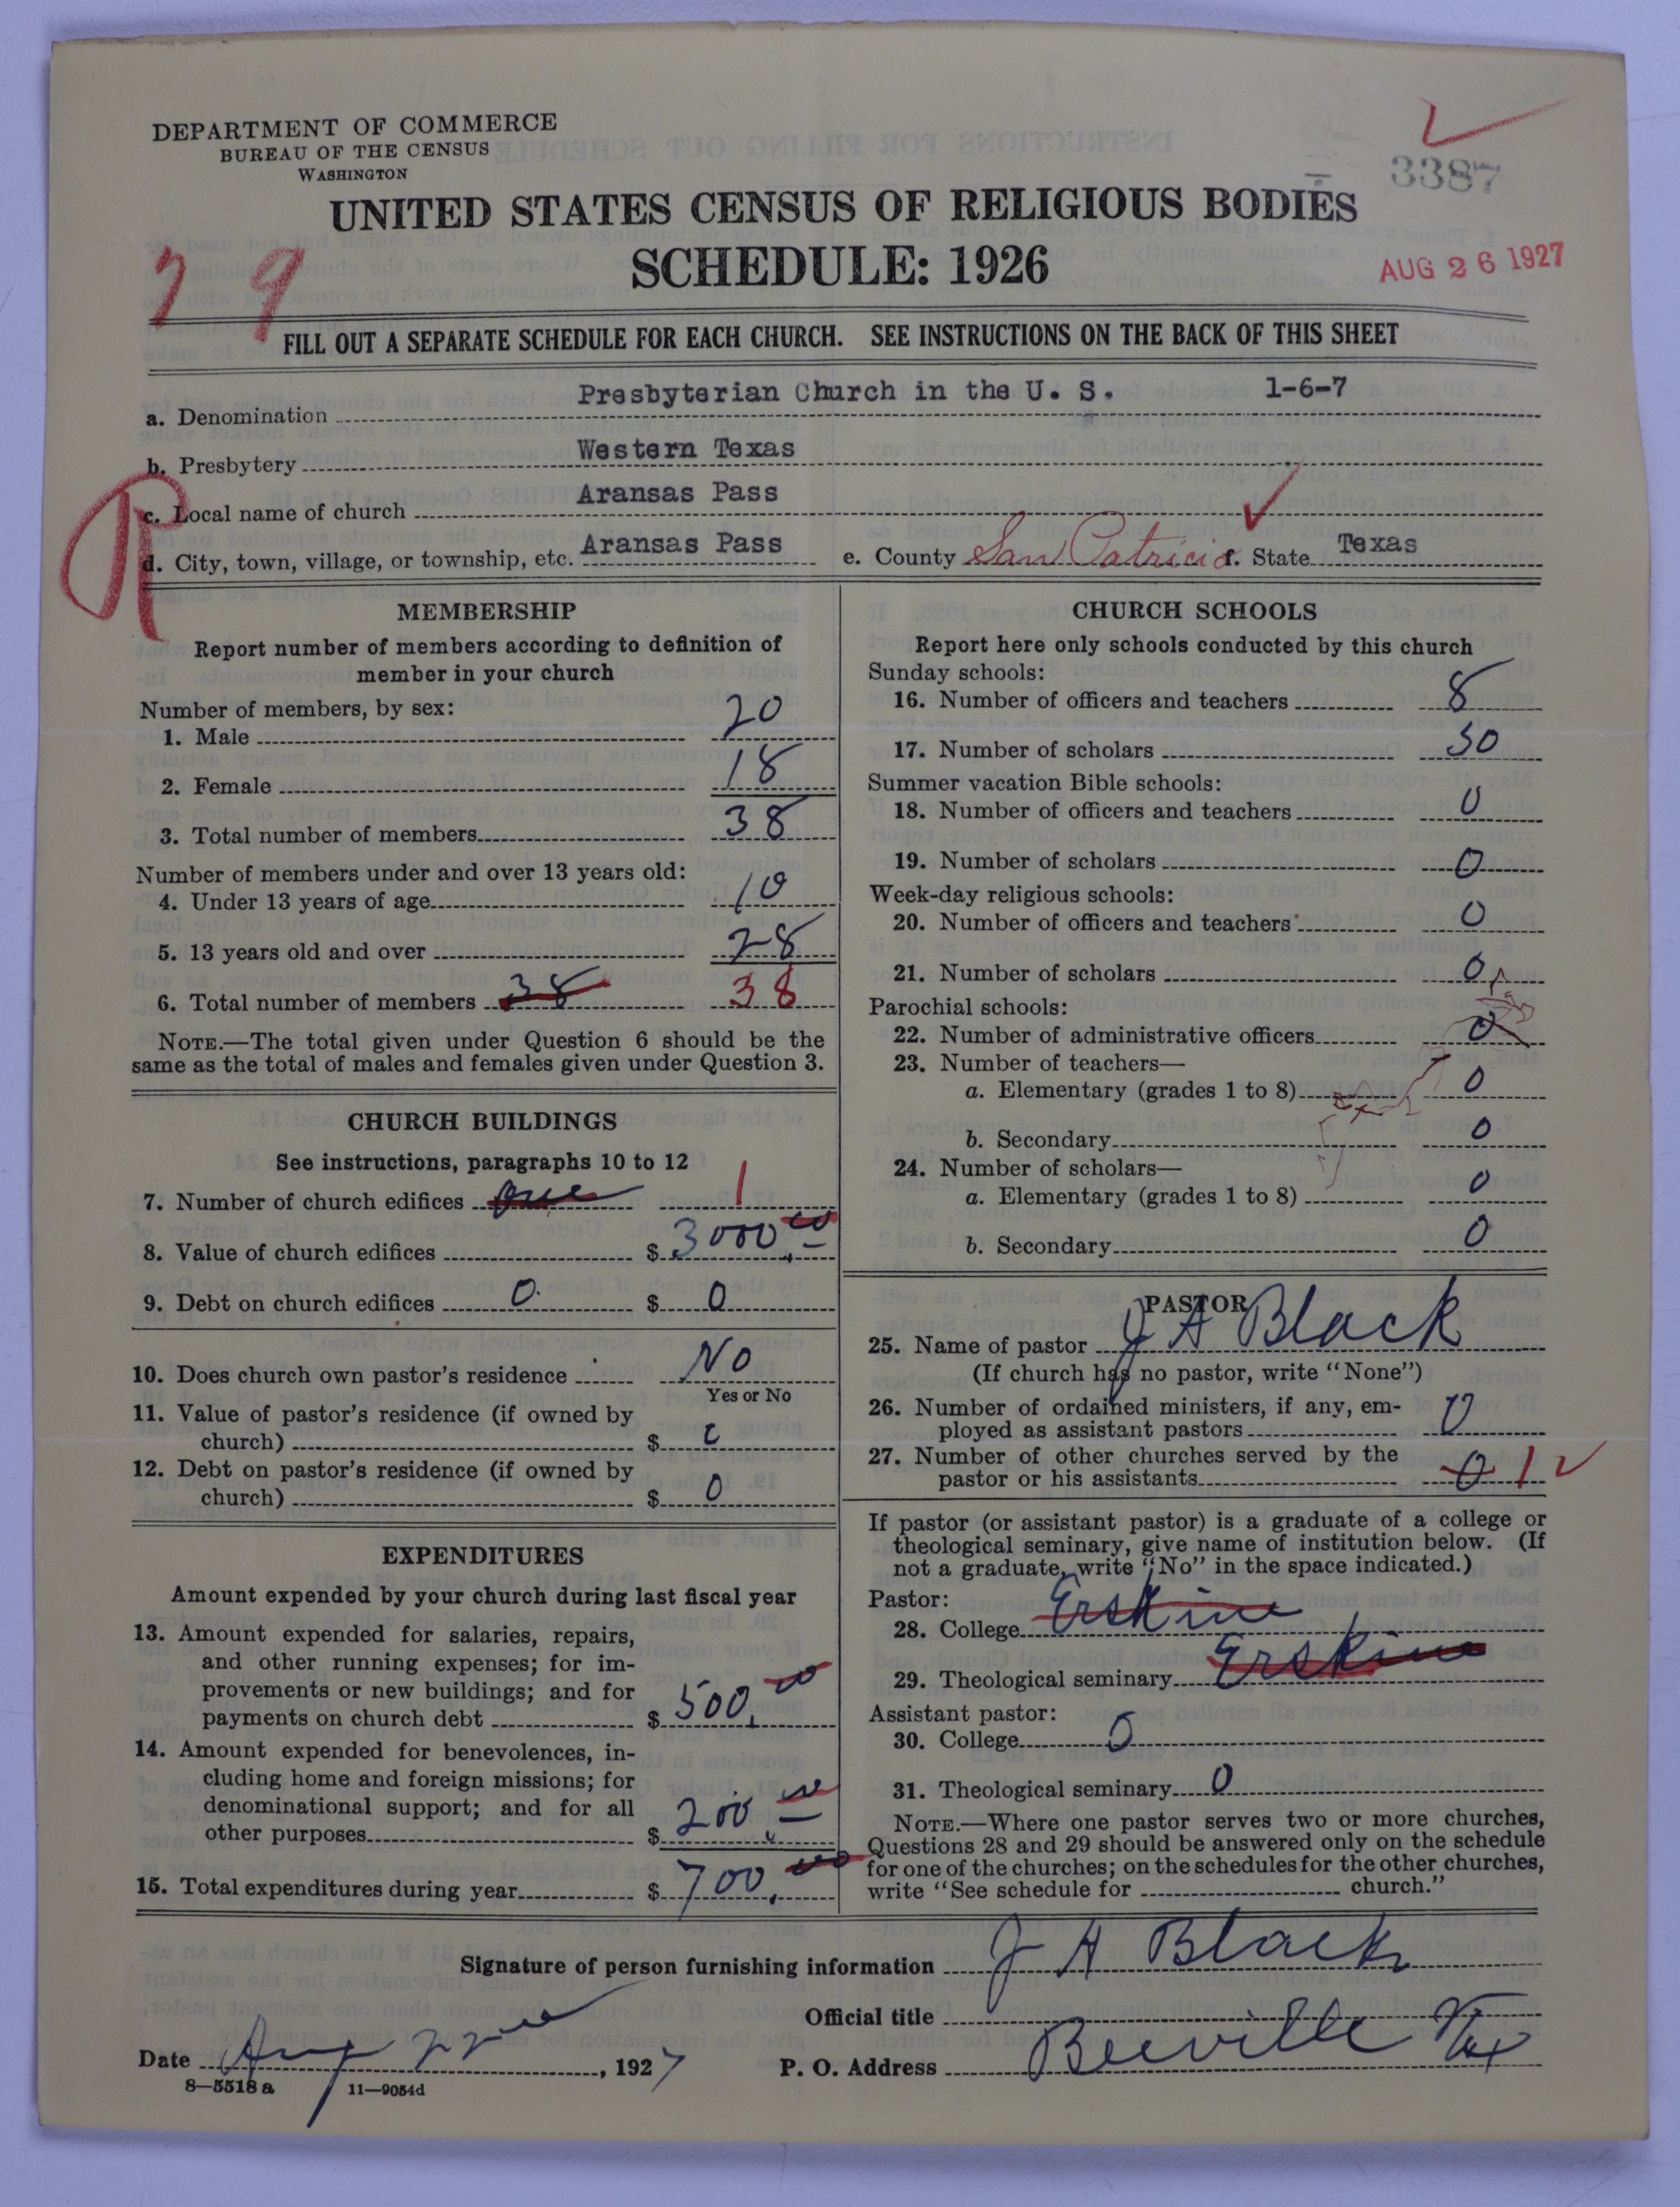 DEPARTMENT OF COMMERCE
BUREAU OF THE CENSUS
WASHINGTON
3387
UNITED STATES CENSUS OF RELIGIOUS BODIES
SCHEDULE: 1926
AUG 26 1927
79
FILL OUT A SEPARATE SCHEDULE FOR EACH CHURCH. SEE INSTRUCTIONS ON THE BACK OF THIS SHEET
a. Denomination Presbyterian Church in the U. S. 1-6-7
b. Presbytery Western Texas
c. Local name of church Aransas Pass
d. City, town, village, or township, etc. Aransas Pass e. County San Patricio f. State Texas
R
MEMBERSHIP
Report number of members according to definition of
member in your church
Number of members, by sex:
1. Male 20
2. Female 18
3. Total number of members 38
Number of members under and over 13 years old:
4. Under 13 years of age 10
5. 13 years old and over 28
6. Total number of members 38 38
NOTE.—The total given under Question 6 should be the
same as the total of males and females given under Question 3.
CHURCH BUILDINGS
See instructions, paragraphs 10 to 12
7. Number of church edifices one 1
8. Value of church edifices $ 3000.00
9. Debt on church edifices 0 $ 0
10. Does church own pastor's residence No
Yes or No
11. Value of pastor's residence (if owned by
church) $
12. Debt on pastor's residence (if owned by
church) $ 0
EXPENDITURES
Amount expended by your church during last fiscal year
13. Amount expended for salaries, repairs,
and other running expenses; for im-
provements or new buildings; and for
payments on church debt $ 500.00
14. Amount expended for benevolences, in-
cluding home and foreign missions; for
denominational support; and for all
other purposes $ 200.00
15. Total expenditures during year $ 700.00
CHURCH SCHOOLS
Report here only schools conducted by this church
Sunday schools:
16. Number of officers and teachers 8
17. Number of scholars 50
Summer vacation Bible schools:
18. Number of officers and teachers 0
19. Number of scholars 0
Week-day religious schools:
20. Number of officers and teachers 0
21. Number of scholars 0
Parochial schools:
22. Number of administrative officers 0
23. Number of teachers—
a. Elementary (grades 1 to 8) 0
b. Secondary 0
24. Number of scholars—
a. Elementary (grades 1 to 8) 0
b. Secondary 0
PASTOR
25. Name of pastor J A Black
(If church has no pastor, write "None")
26. Number of ordained ministers, if any, em-
ployed as assistant pastors 0
27. Number of other churches served by the
pastor or his assistants 0 1
If pastor (or assistant pastor) is a graduate of a college or
theological seminary, give name of institution below. (If
not a graduate, write "No" in the space indicated.)
Pastor:
28. College Erskine
29. Theological seminary Erskine
Assistant pastor:
30. College 0
31. Theological seminary 0
NOTE.—Where one pastor serves two or more churches,
Questions 28 and 29 should be answered only on the schedule
for one of the churches; on the schedules for the other churches,
write "See schedule for church."
Signature of person furnishing information J A Black
Official title
Date Aug 22 , 1927 P. O. Address Beeville Tex
8—5518 a 11—9054d